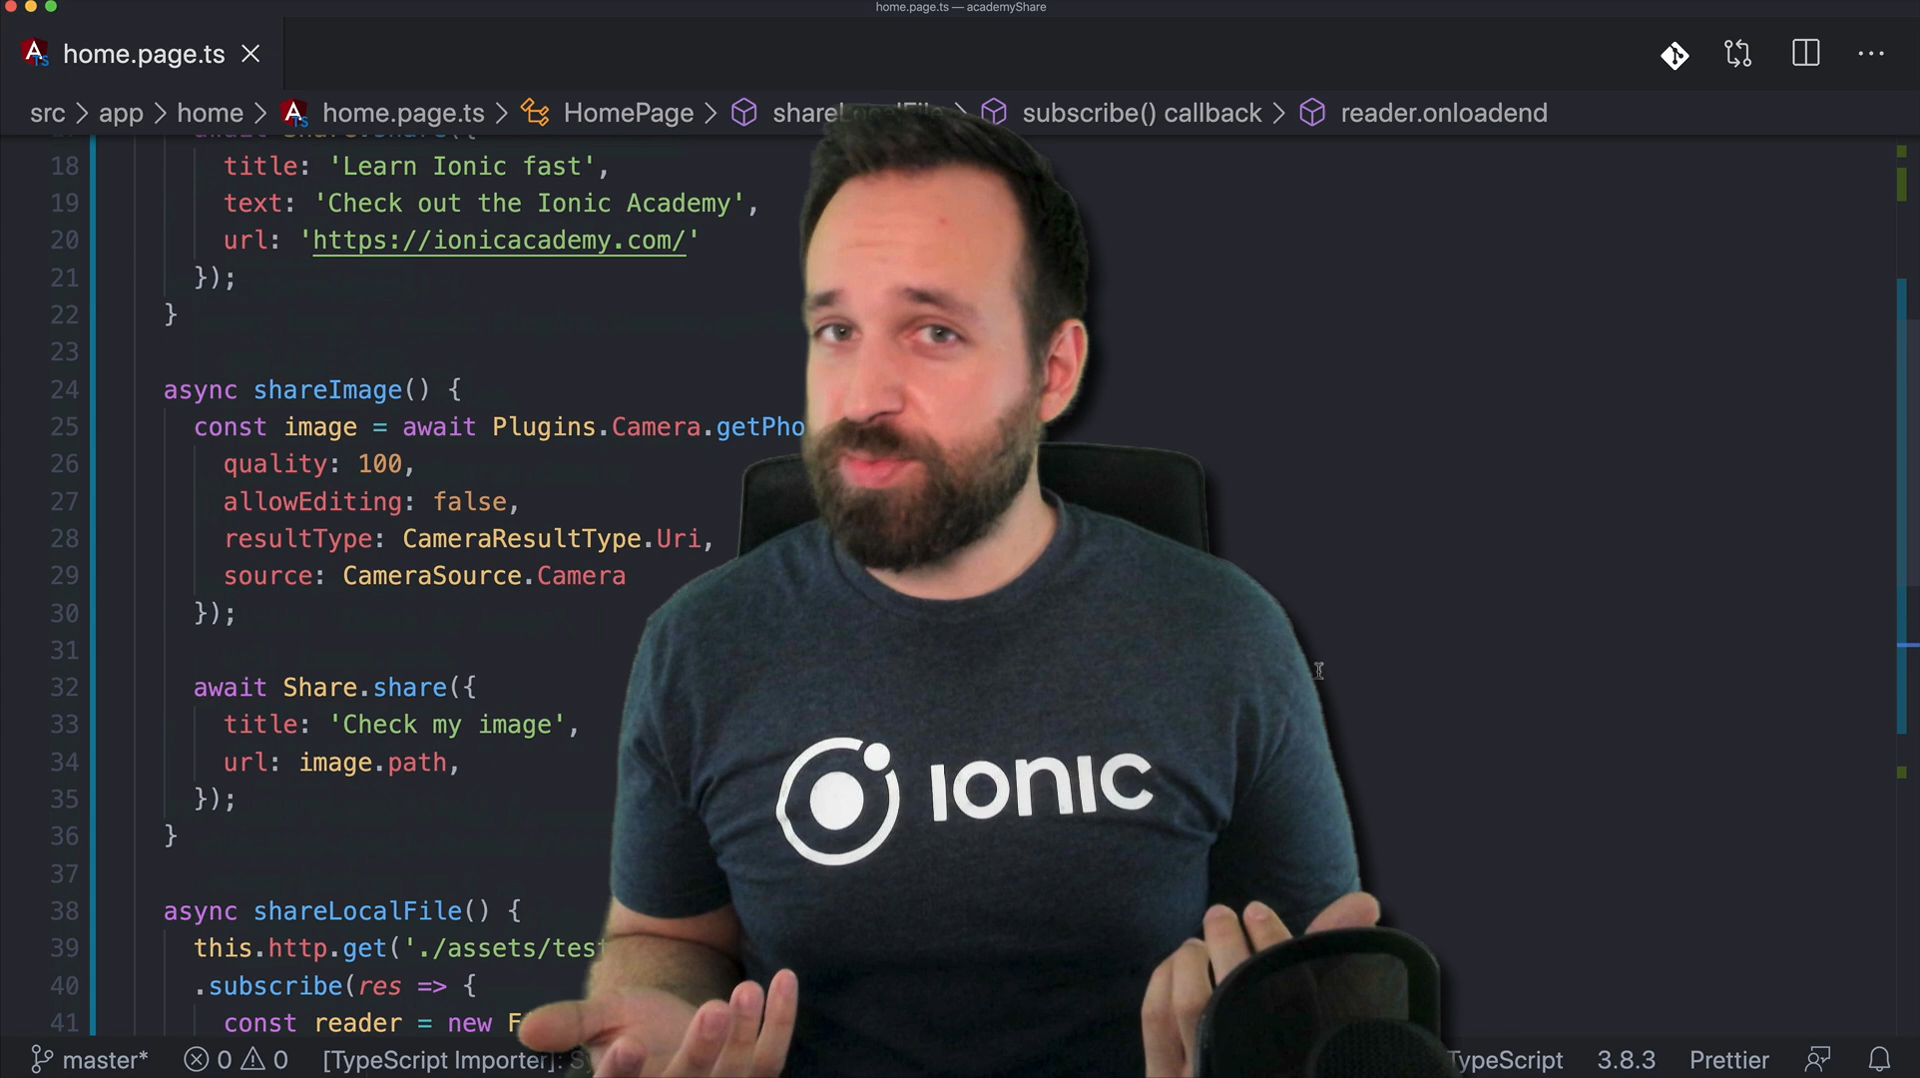 home.page.ts — academyShare
home.page.ts
src > app > home > home.page.ts > HomePage > shareLocalFile > subscribe() callback > reader.onloadend
18 title: 'Learn Ionic fast',
19 text: 'Check out the Ionic Academy',
20 url: 'https://ionicacademy.com/'
21 });
22 }
23
24 async shareImage() {
25 const image = await Plugins.Camera.getPho
26 quality: 100,
27 allowEditing: false,
28 resultType: CameraResultType.Uri,
29 source: CameraSource.Camera
30 });
31
32 await Share.share({
33 title: 'Check my image',
34 url: image.path,
35 });
36 }
37
38 async shareLocalFile() {
39 this.http.get('./assets/test
40 .subscribe(res => {
41 const reader = new F
ionic
master* 0 0 [TypeScript Importer]: TypeScript 3.8.3 Prettier